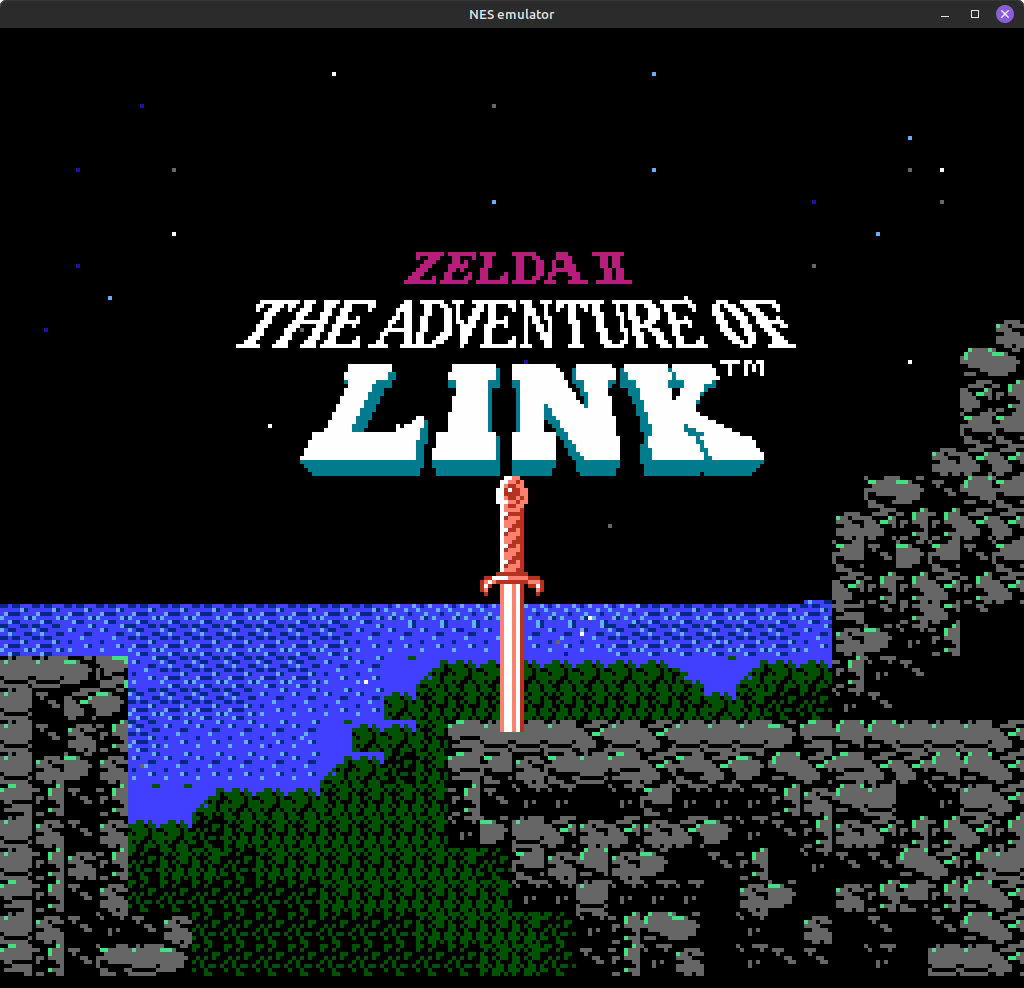 NES emulator
ZELDA II
THE ADVENTURE OF
LINK™